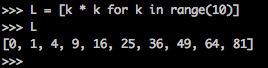 >>> L = [k * k for k in range(10)]
>>> L
[0, 1, 4, 9, 16, 25, 36, 49, 64, 81]
>>>